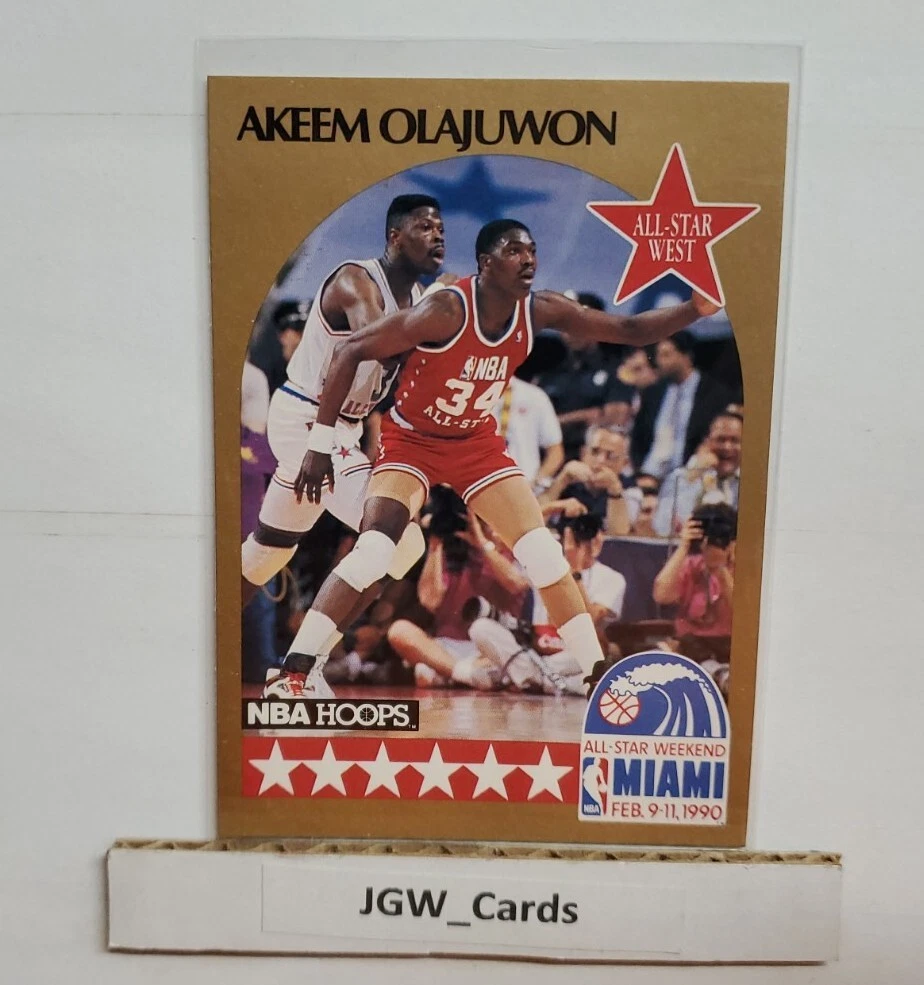 AKEEM OLAJUWON
ALL-STAR
WEST
NBA
34
ALL-ST
NBA HOOPS™
ALL-STAR WEEKEND
MIAMI
NBA
FEB. 9-11, 1990
JGW_Cards